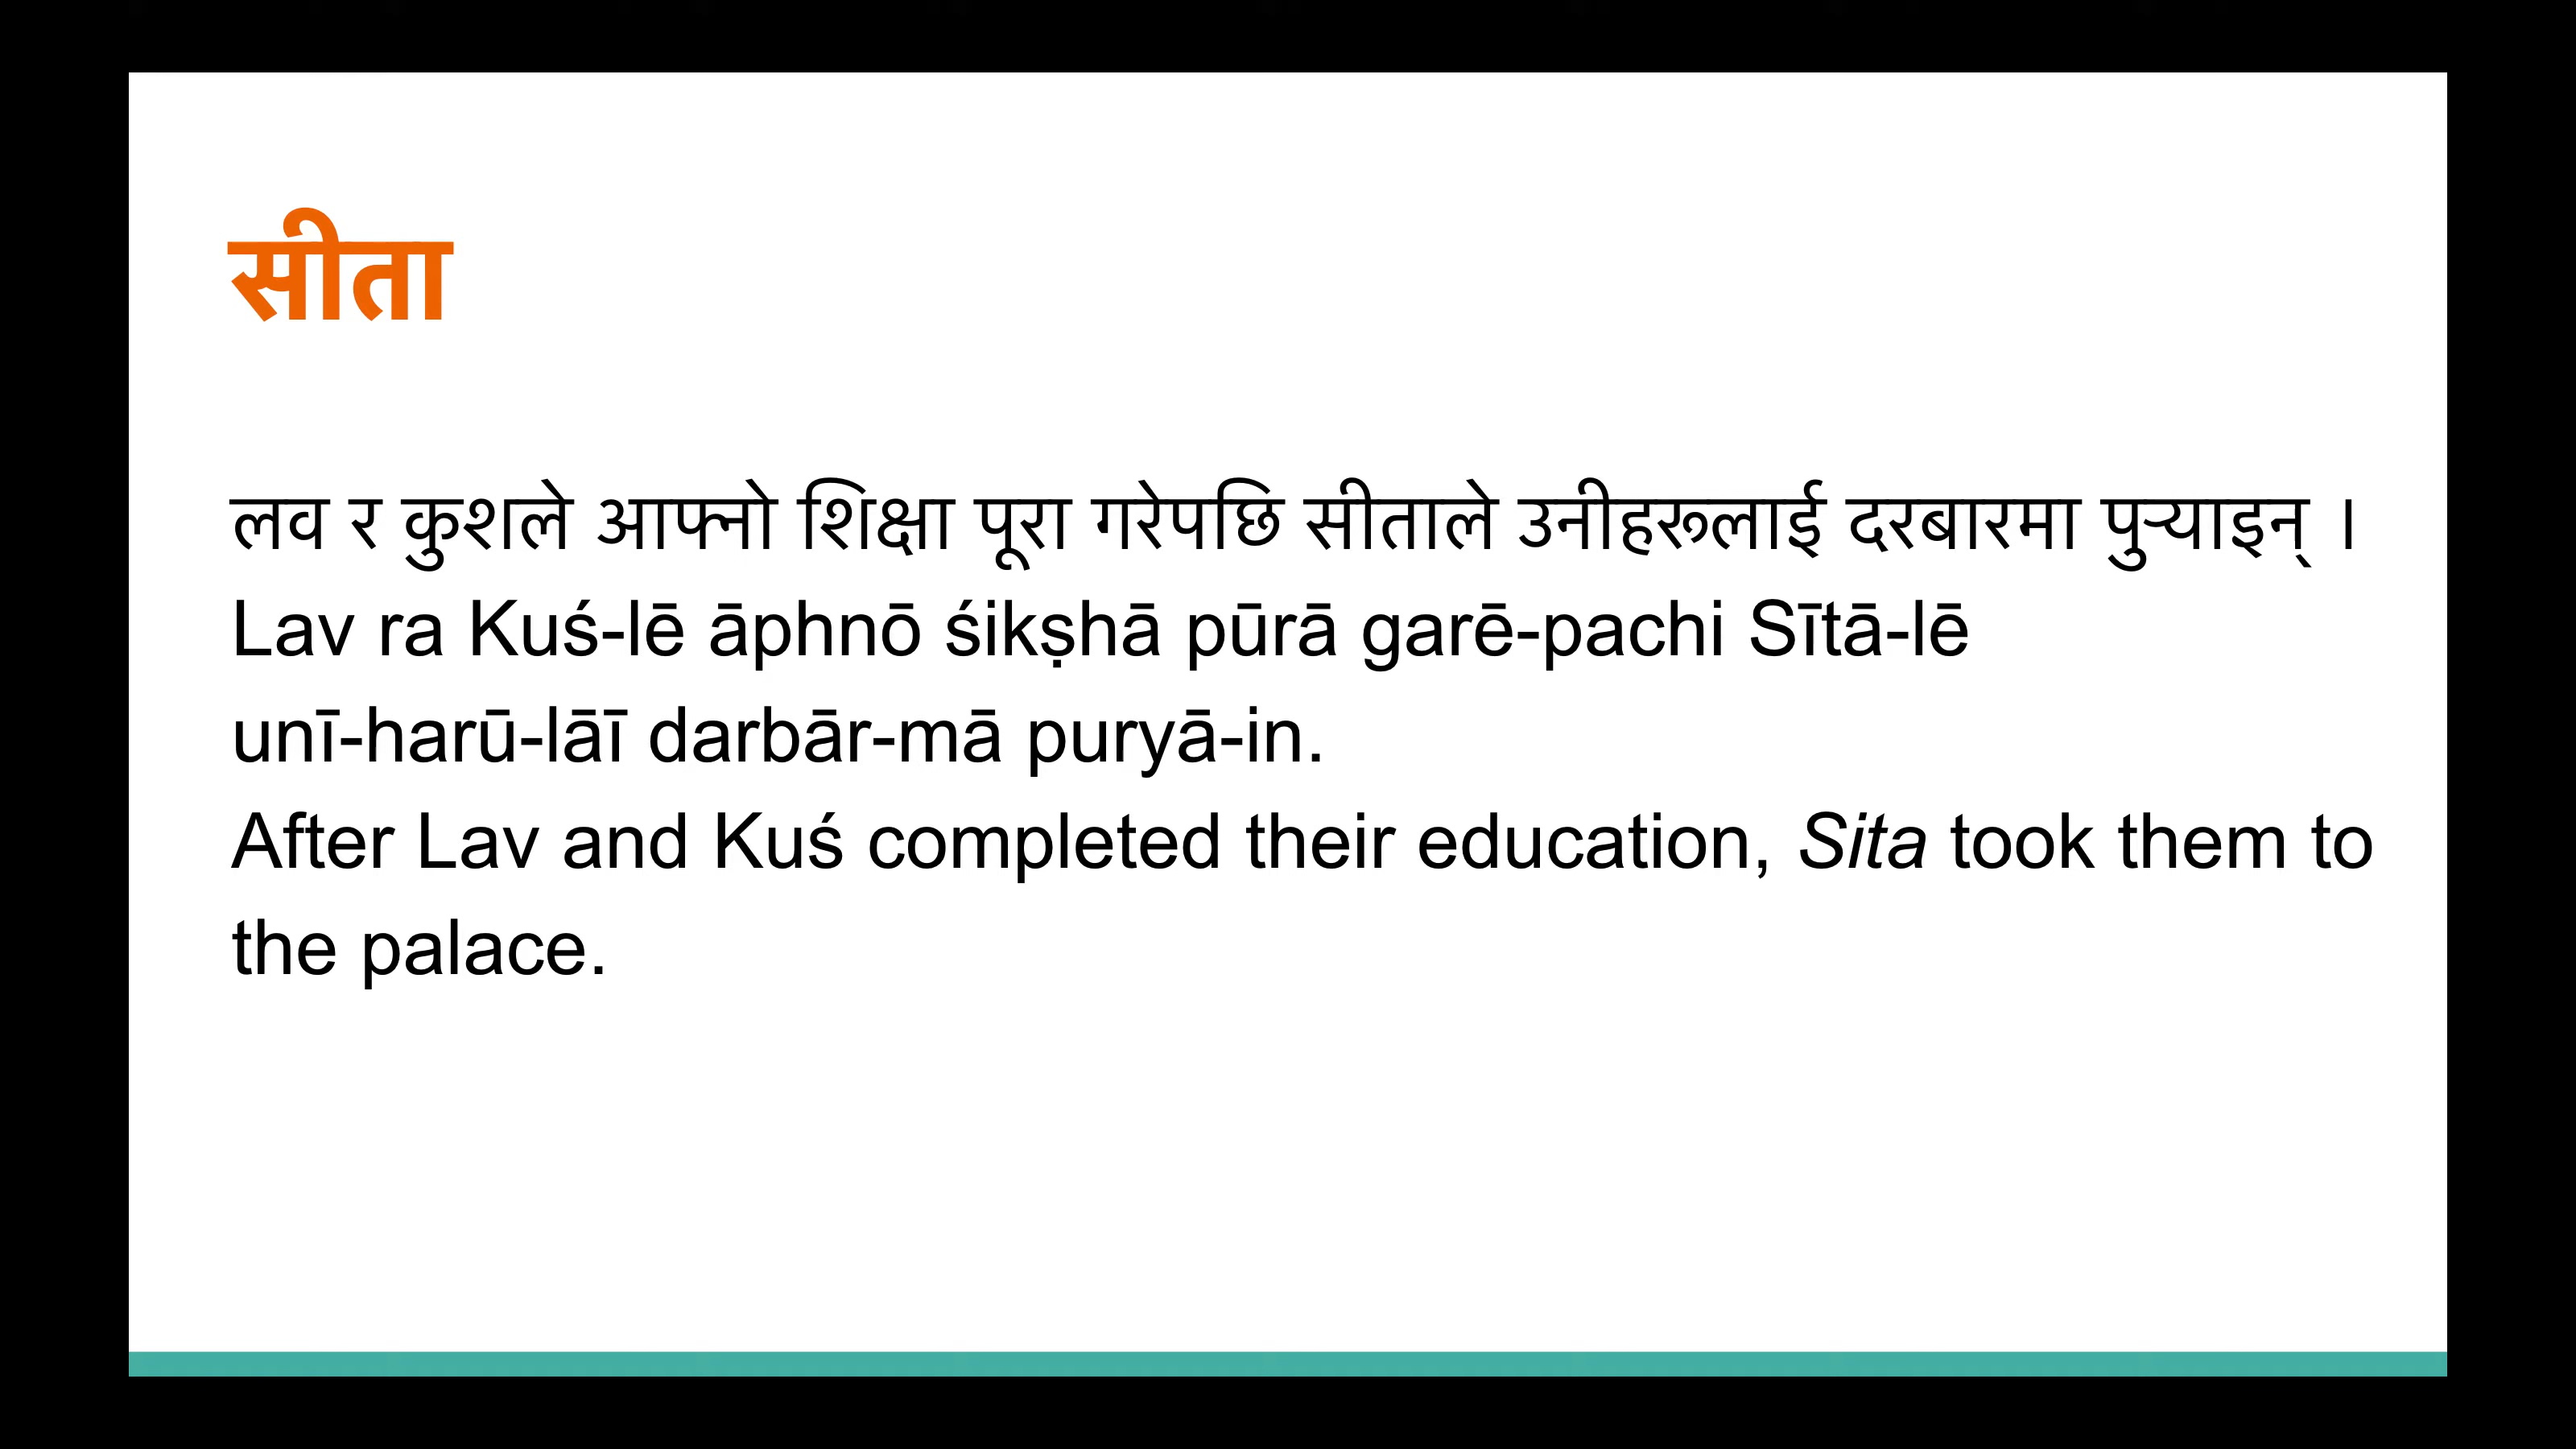 सीता
लव र कुशले आफ्नो शिक्षा पूरा गरेपछि सीताले उनीहरूलाई दरबारमा पुऱ्याइन् ।
Lav ra Kuś-lē āphnō śikṣhā pūrā garē-pachi Sītā-lē
unī-harū-lāī darbār-mā puryā-in.
After Lav and Kuś completed their education, Sita took them to
the palace.